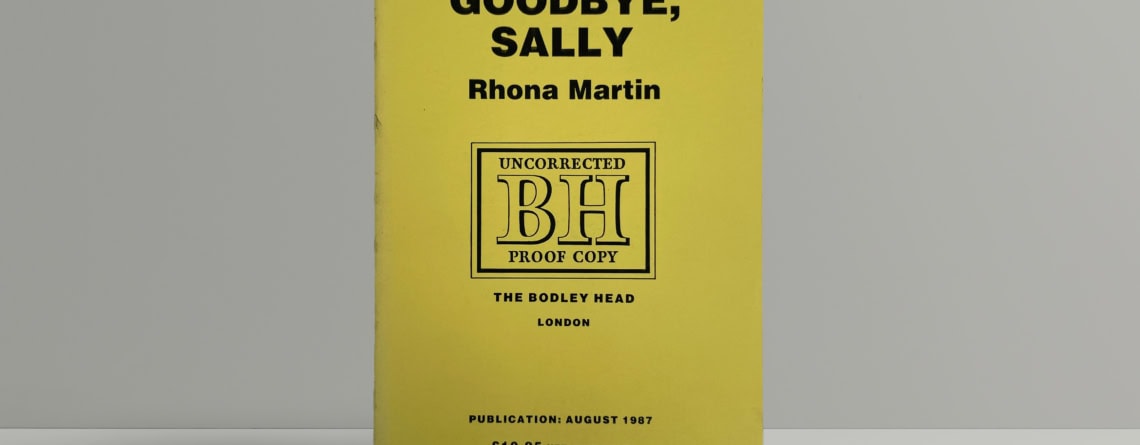 GOODBYE,
SALLY
Rhona Martin
UNCORRECTED
BH
PROOF COPY
THE BODLEY HEAD
LONDON
PUBLICATION: AUGUST 1987